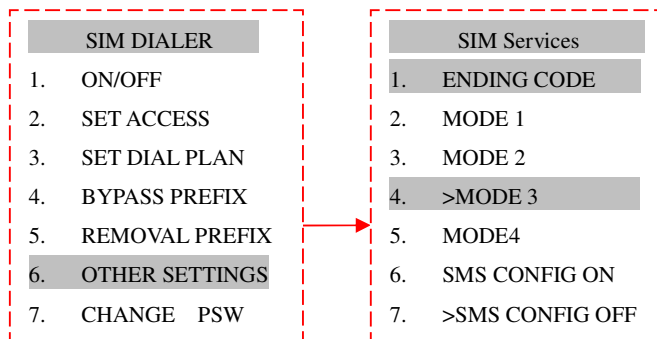 SIM DIALER
1. ON/OFF
2. SET ACCESS
3. SET DIAL PLAN
4. BYPASS PREFIX
5. REMOVAL PREFIX
6. OTHER SETTINGS
7. CHANGE PSW
SIM Services
1. ENDING CODE
2. MODE 1
3. MODE 2
4. >MODE 3
5. MODE4
6. SMS CONFIG ON
7. >SMS CONFIG OFF